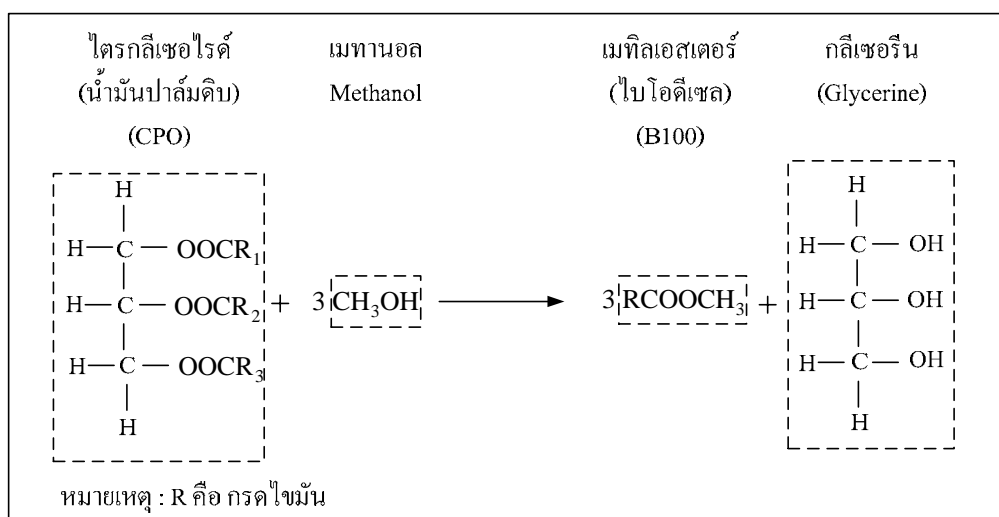 ไตรกลีเซอไรด์ เมทานอล เมทิลเอสเตอร์ กลีเซอรีน
(น้ำมันปาล์มดิบ) Methanol (ไบโอดีเซล) (Glycerine)
(CPO) (B100)
H H
H C OOCR₁ H C OH
H C OOCR₂ + 3 CH₃OH 3 RCOOCH₃ + H C OH
H C OOCR₃ H C OH
H H
หมายเหตุ : R คือ กรดไขมัน